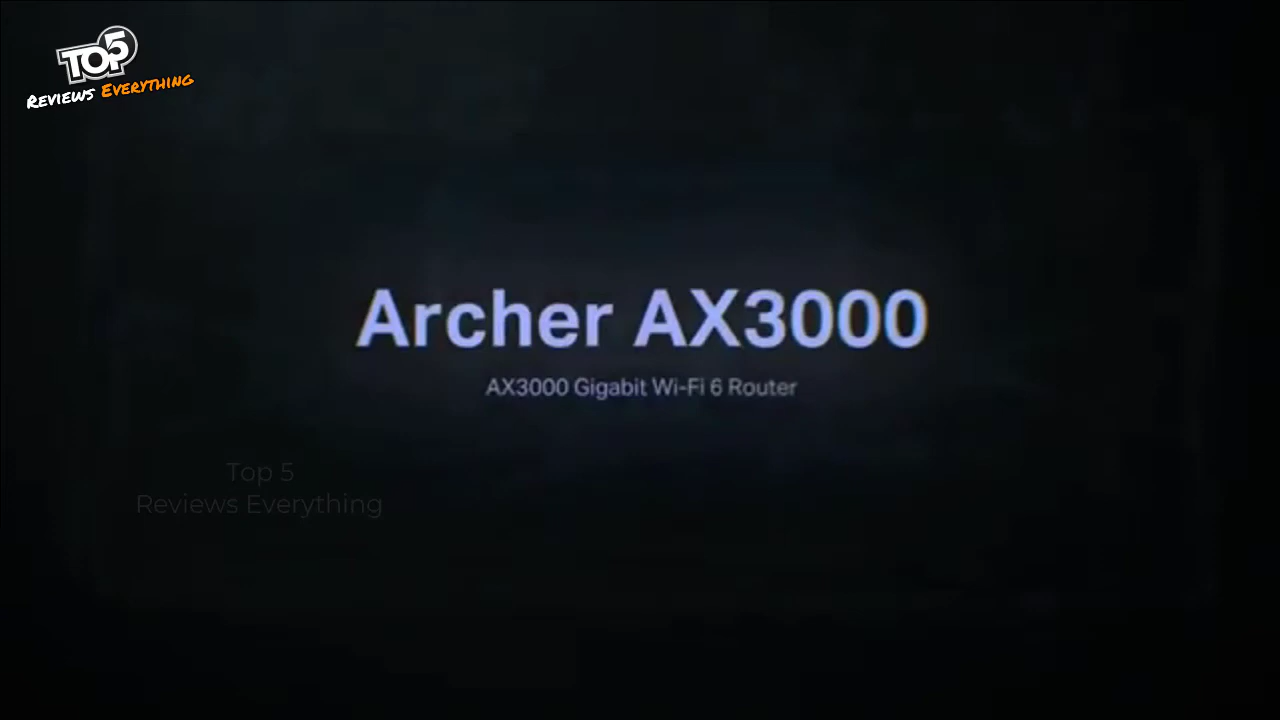 TOP5
Reviews Everything
Archer AX3000
AX3000 Gigabit Wi-Fi 6 Router
Top 5
Reviews Everything